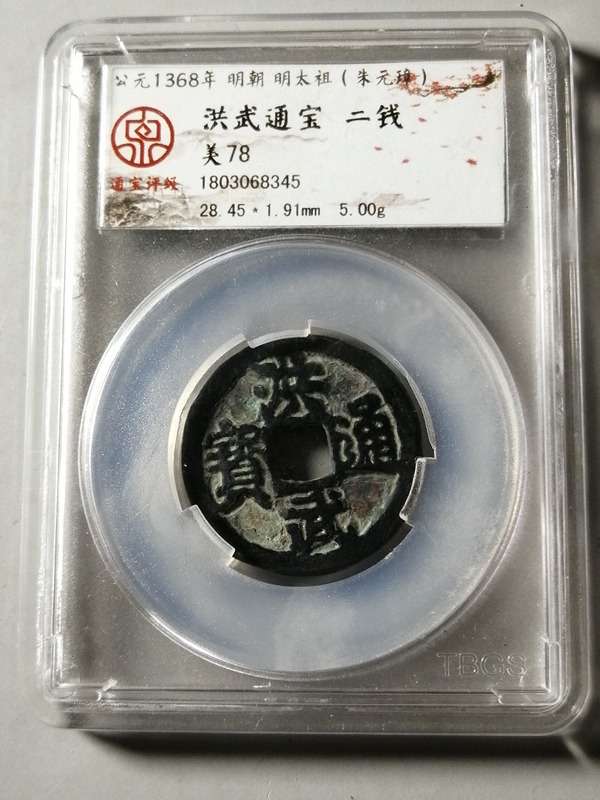 公元1368年 明朝 明太祖（朱元璋）
洪武通宝 二钱
美78
通宝评级
1803068345
28.45*1.91mm 5.00g
洪武通寶
TBGS